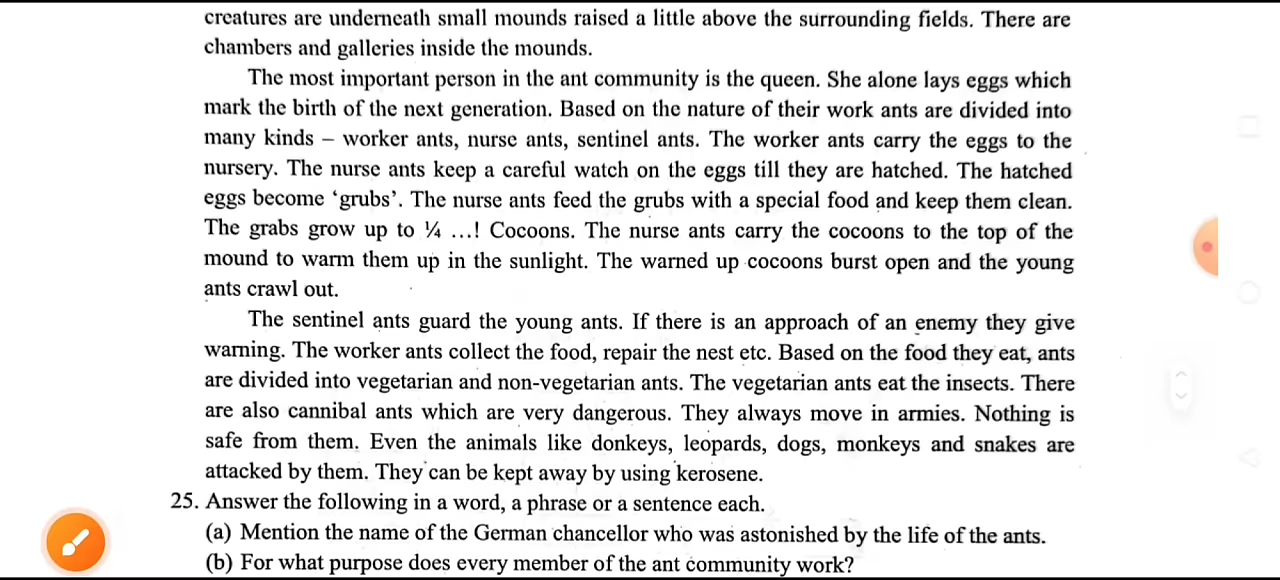 creatures are underneath small mounds raised a little above the surrounding fields. There are
chambers and galleries inside the mounds.
The most important person in the ant community is the queen. She alone lays eggs which
mark the birth of the next generation. Based on the nature of their work ants are divided into
many kinds – worker ants, nurse ants, sentinel ants. The worker ants carry the eggs to the
nursery. The nurse ants keep a careful watch on the eggs till they are hatched. The hatched
eggs become ‘grubs’. The nurse ants feed the grubs with a special food and keep them clean.
The grabs grow up to ¼ ...! Cocoons. The nurse ants carry the cocoons to the top of the
mound to warm them up in the sunlight. The warned up cocoons burst open and the young
ants crawl out.
The sentinel ants guard the young ants. If there is an approach of an enemy they give
warning. The worker ants collect the food, repair the nest etc. Based on the food they eat, ants
are divided into vegetarian and non-vegetarian ants. The vegetarian ants eat the insects. There
are also cannibal ants which are very dangerous. They always move in armies. Nothing is
safe from them. Even the animals like donkeys, leopards, dogs, monkeys and snakes are
attacked by them. They can be kept away by using kerosene.
25. Answer the following in a word, a phrase or a sentence each.
(a) Mention the name of the German chancellor who was astonished by the life of the ants.
(b) For what purpose does every member of the ant community work?